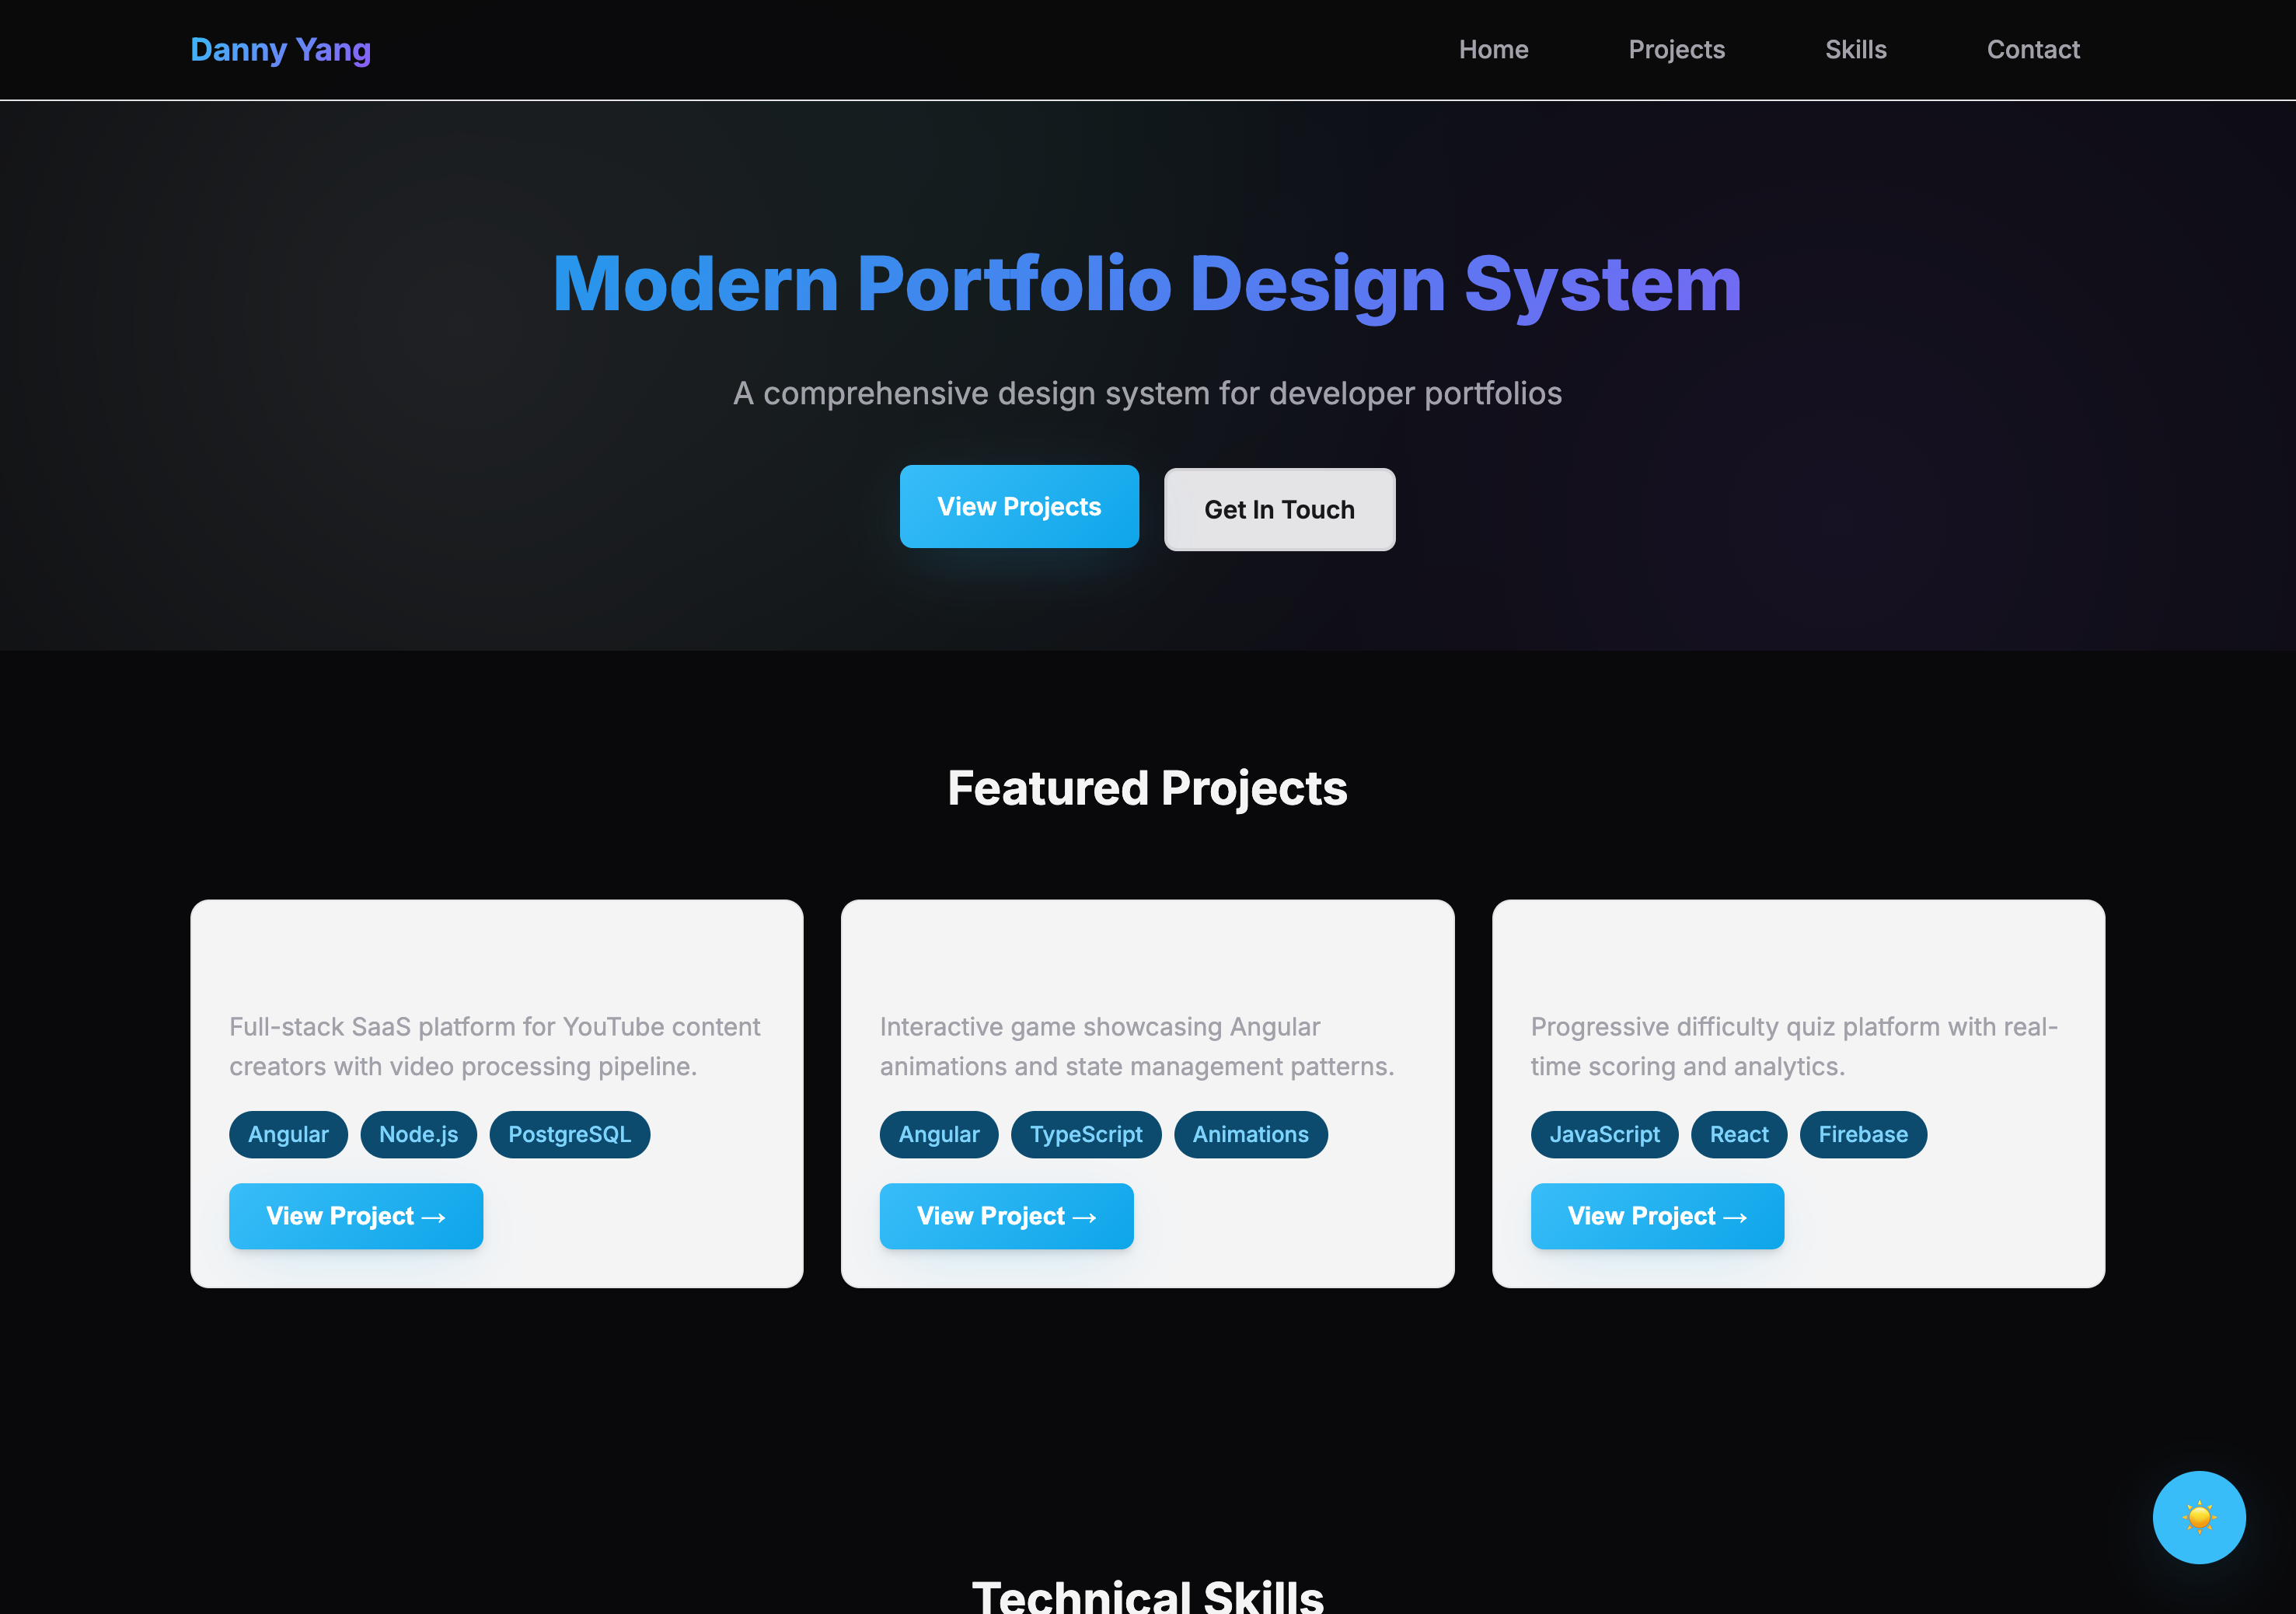 Danny Yang
Home Projects Skills Contact
Modern Portfolio Design System
A comprehensive design system for developer portfolios
View Projects
Get In Touch
Featured Projects
Full-stack SaaS platform for YouTube content
creators with video processing pipeline.
Angular Node.js PostgreSQL
View Project →
Interactive game showcasing Angular
animations and state management patterns.
Angular TypeScript Animations
View Project →
Progressive difficulty quiz platform with real-
time scoring and analytics.
JavaScript React Firebase
View Project →
Technical Skills